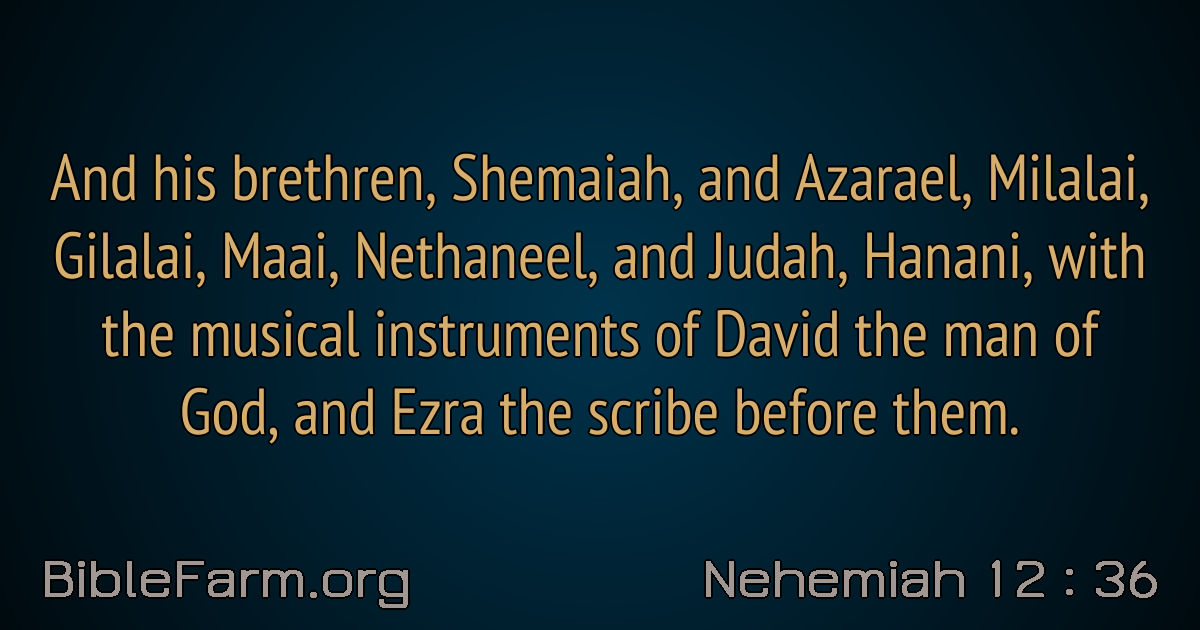 And his brethren, Shemaiah, and Azarael, Milalai,
Gilalai, Maai, Nethaneel, and Judah, Hanani, with
the musical instruments of David the man of
God, and Ezra the scribe before them.
BibleFarm.org
Nehemiah 12 : 36